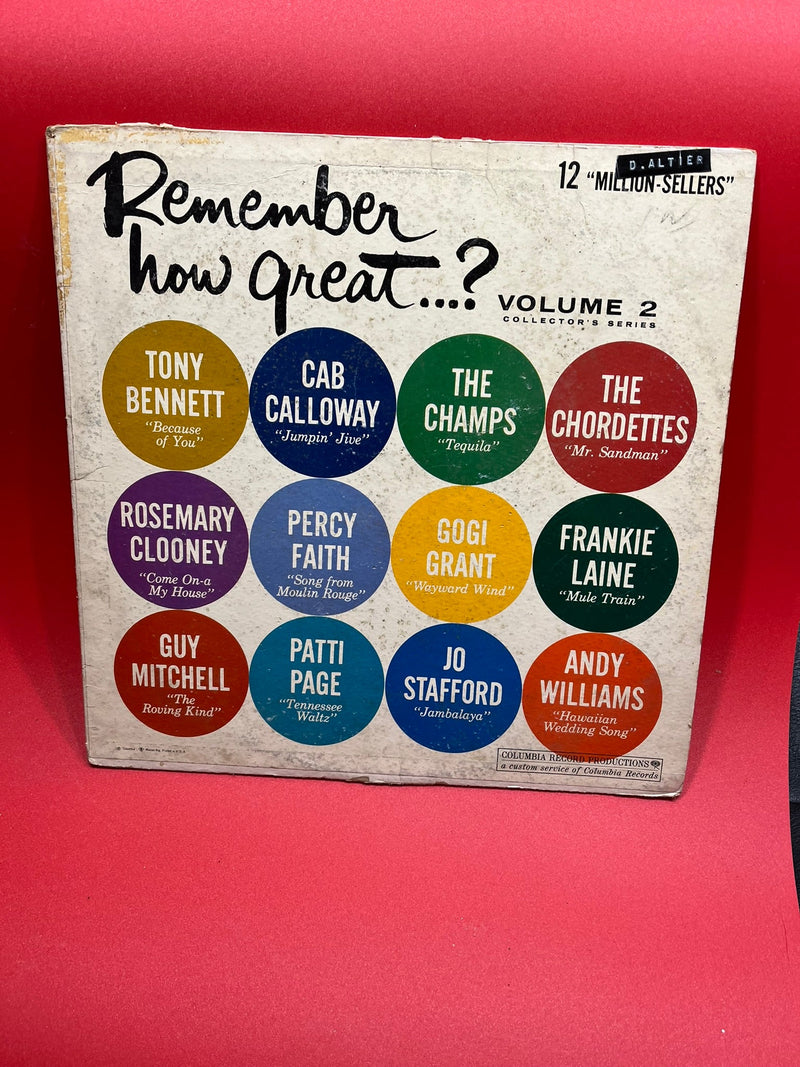 D.ALTIER
12 "MILLION-SELLERS"
Remember
how great...?
VOLUME 2
COLLECTOR'S SERIES
TONY
BENNETT
"Because
of You"
CAB
CALLOWAY
"Jumpin' Jive"
THE
CHAMPS
"Tequila"
THE
CHORDETTES
"Mr. Sandman"
ROSEMARY
CLOONEY
"Come On-a
My House"
PERCY
FAITH
"Song from
Moulin Rouge"
GOGI
GRANT
"Wayward Wind"
FRANKIE
LAINE
"Mule Train"
GUY
MITCHELL
"The
Roving Kind"
PATTI
PAGE
"Tennessee
Waltz"
JO
STAFFORD
"Jambalaya"
ANDY
WILLIAMS
"Hawaiian
Wedding Song"
COLUMBIA RECORD PRODUCTIONS
a custom service of Columbia Records